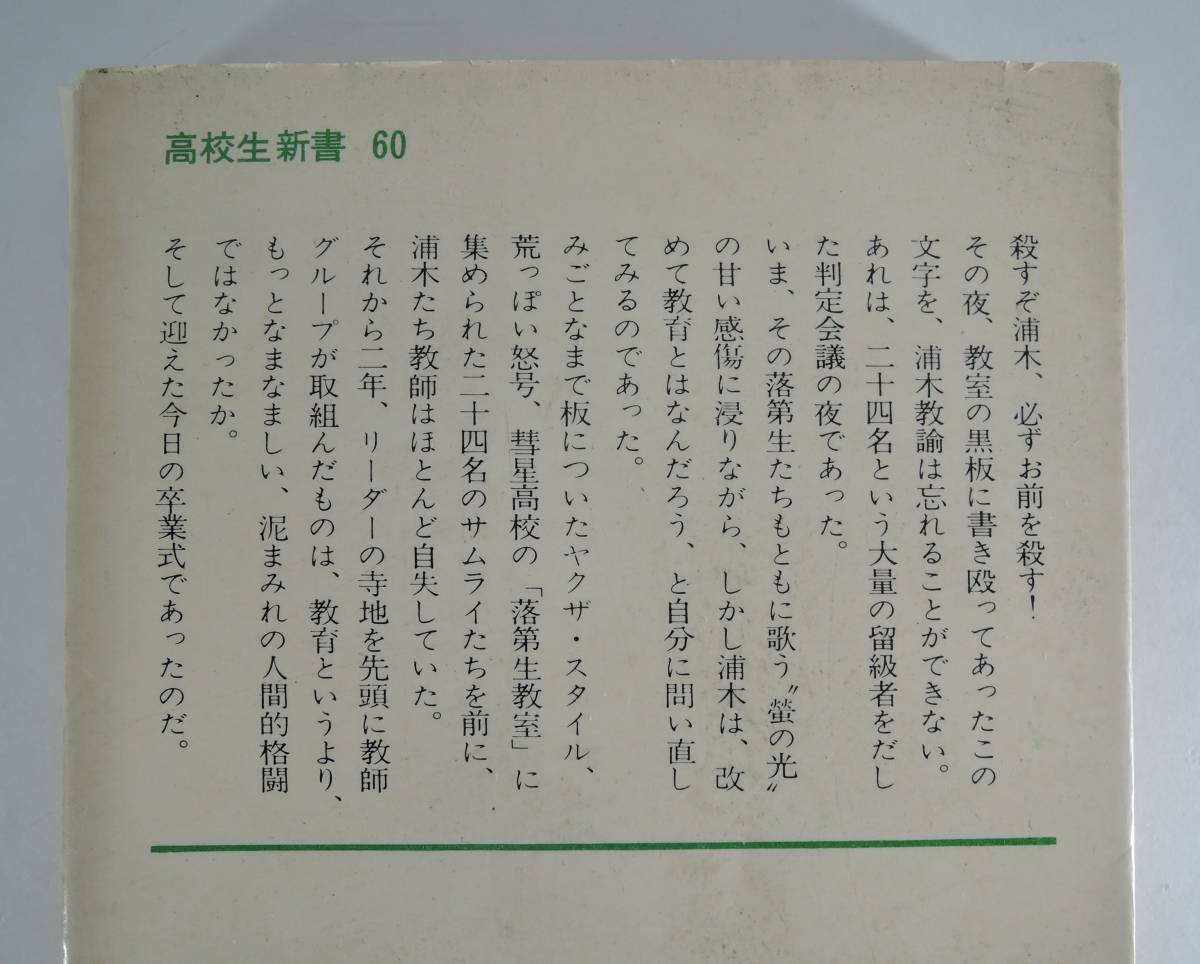 高校生新書 60
殺すぞ浦木、必ずお前を殺す!
その夜、教室の黒板に書き殴ってあったこの
文字を、浦木教諭は忘れることができない。
あれは、二十四名という大量の留級者をだし
た判定会議の夜であった。
いま、その落第生たちもともに歌う〝螢の光〟
の甘い感傷に浸りながら、しかし浦木は、改
めて教育とはなんだろう、と自分に問い直し
てみるのであった。
みごとなまで板についたヤクザ・スタイル、
荒っぽい怒号、彗星高校の「落第生教室」に
集められた二十四名のサムライたちを前に、
浦木たち教師はほとんど自失していた。
それから二年、リーダーの寺地を先頭に教師
グループが取組んだものは、教育というより、
もっとなまなましい、泥まみれの人間的格闘
ではなかったか。
そして迎えた今日の卒業式であったのだ。